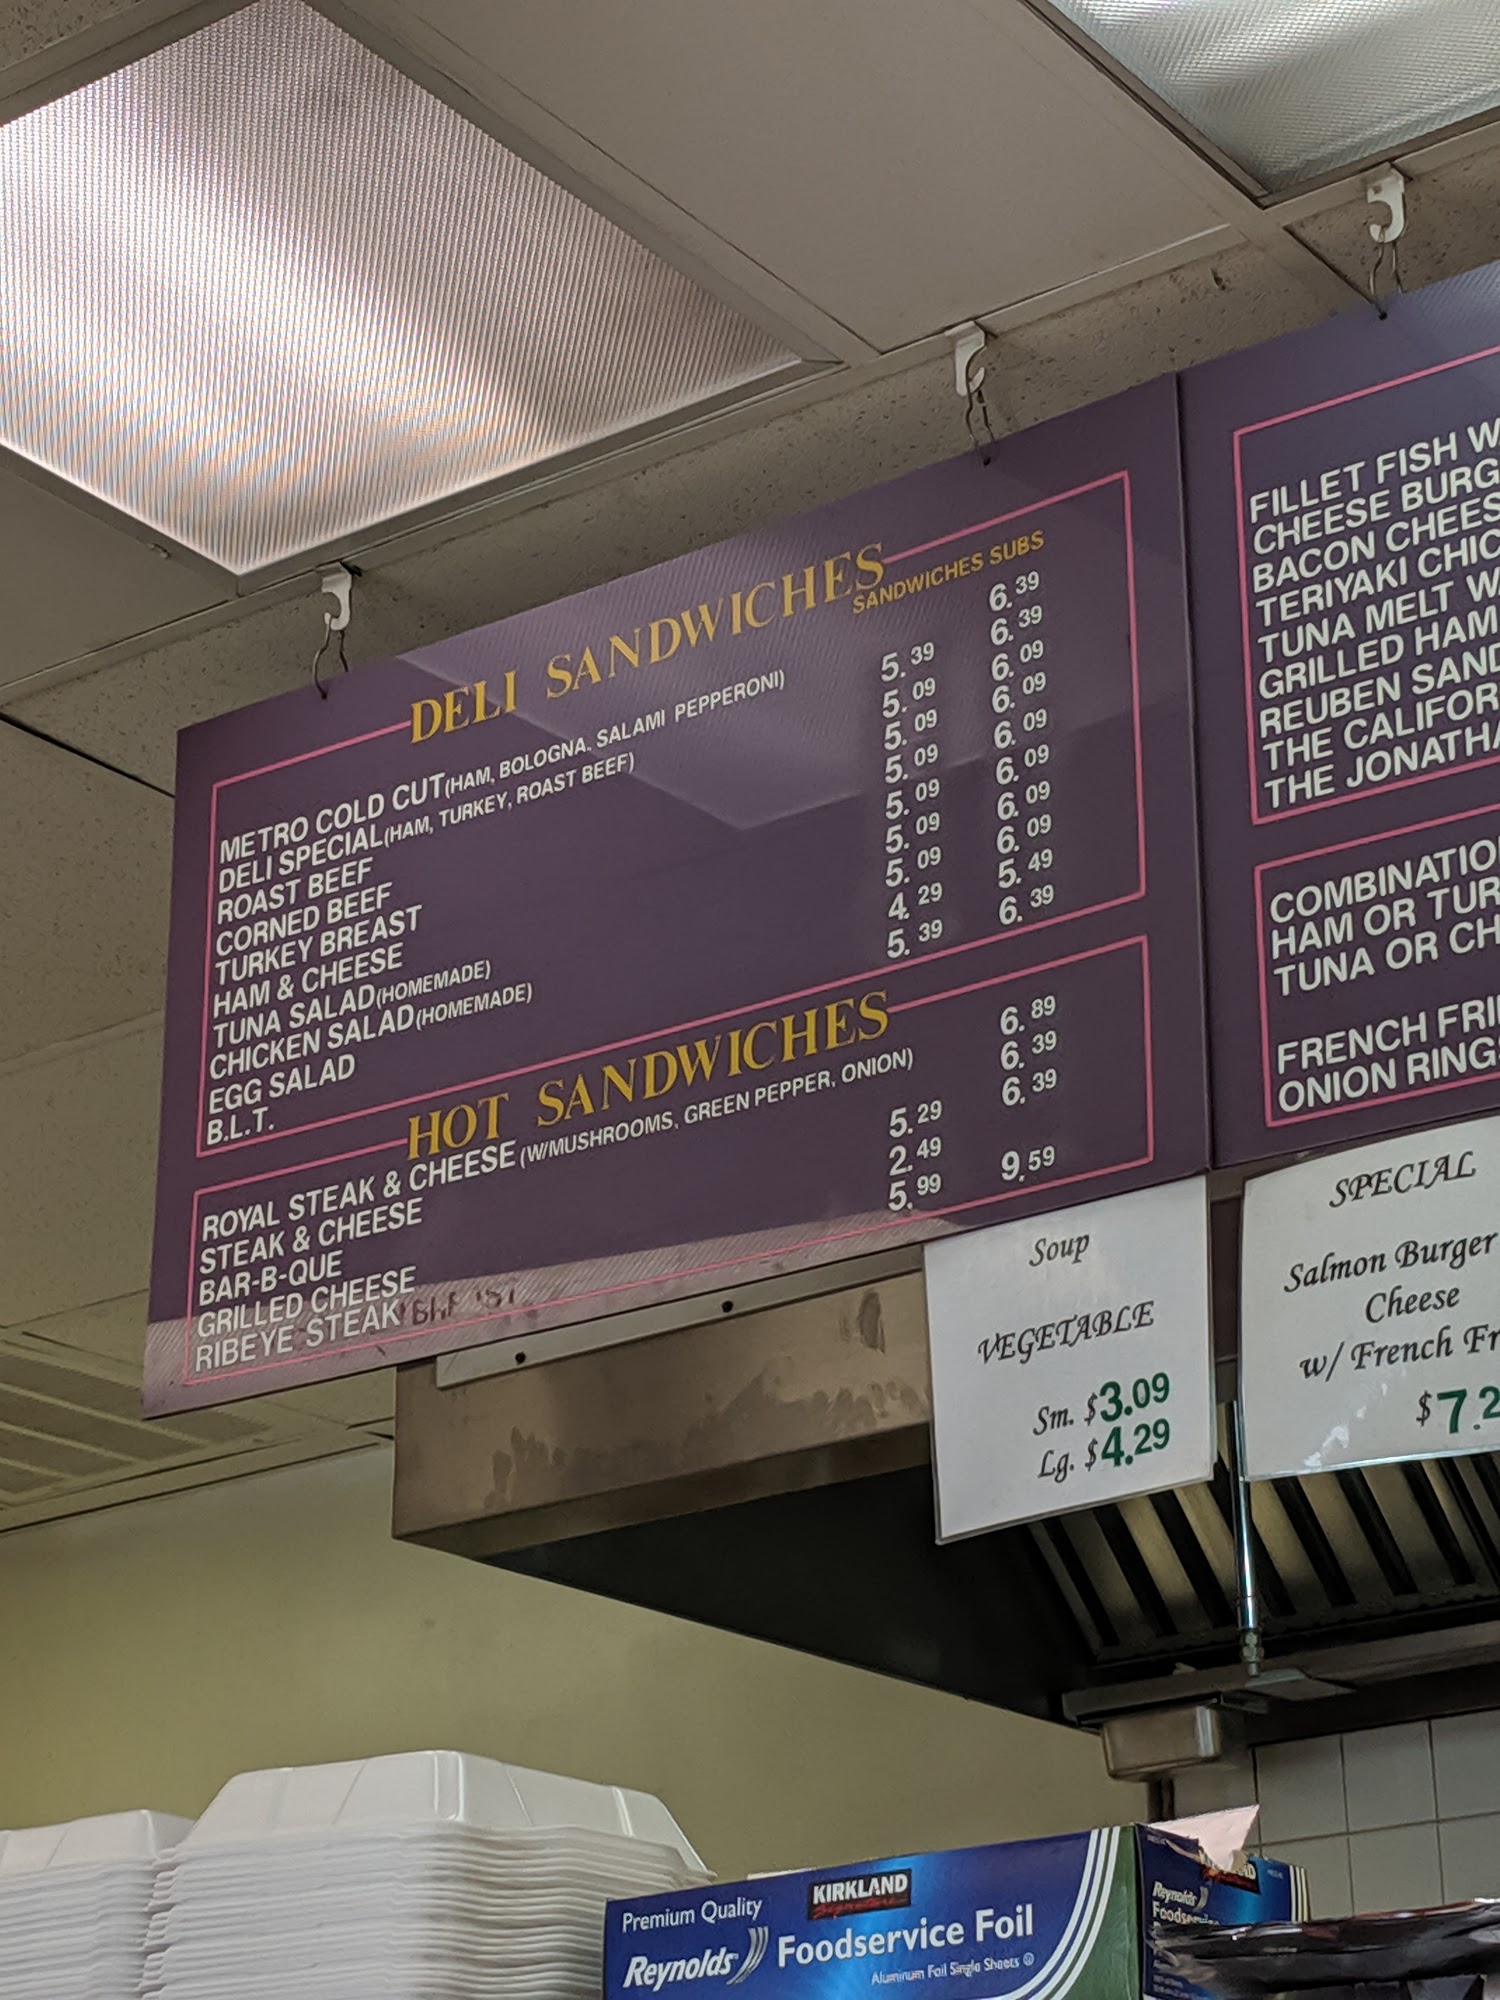 DELI SANDWICHES
SANDWICHES SUBS
METRO COLD CUT (HAM, BOLOGNA, SALAMI PEPPERONI) 6.39
DELI SPECIAL (HAM, TURKEY, ROAST BEEF) 5.39 6.39
ROAST BEEF 5.09 6.09
CORNED BEEF 5.09 6.09
TURKEY BREAST 5.09 6.09
HAM & CHEESE 5.09 6.09
TUNA SALAD (HOMEMADE) 5.09 6.09
CHICKEN SALAD (HOMEMADE) 5.09 6.09
EGG SALAD 4.29 5.49
B.L.T. 5.39 6.39
HOT SANDWICHES
ROYAL STEAK & CHEESE (W/MUSHROOMS, GREEN PEPPER, ONION) 6.89
STEAK & CHEESE 6.39
BAR-B-QUE 5.29 6.39
GRILLED CHEESE 2.49
RIBEYE STEAK 5.99 9.59
FILLET FISH W
CHEESE BURG
BACON CHEES
TERIYAKI CHIC
TUNA MELT W
GRILLED HAM
REUBEN SAND
THE CALIFOR
THE JONATHA
COMBINATIO
HAM OR TUR
TUNA OR CH
FRENCH FRI
ONION RING
Soup
VEGETABLE
Sm. $3.09
Lg. $4.29
SPECIAL
Salmon Burger
Cheese
w/ French Fr
$7.2
Premium Quality
KIRKLAND
Signature
Reynolds Foodservice Foil
Aluminum Foil Single Sheets
Reynolds